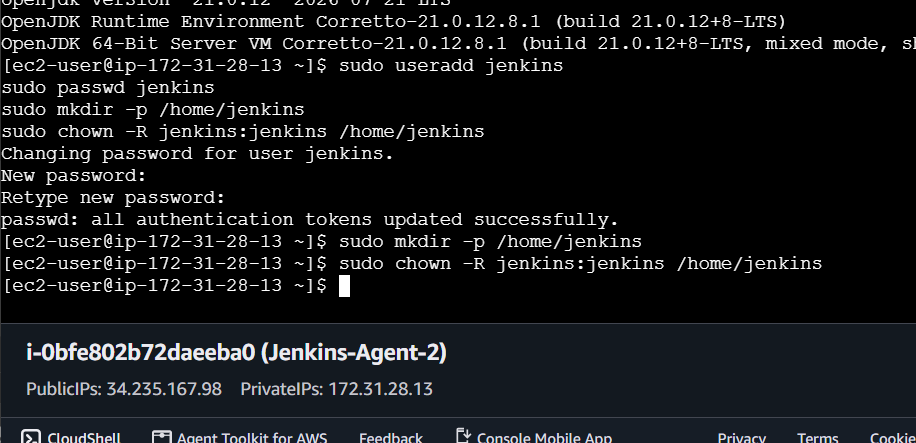 OpenJDK Runtime Environment Corretto-21.0.12.8.1 (build 21.0.12+8-LTS)
OpenJDK 64-Bit Server VM Corretto-21.0.12.8.1 (build 21.0.12+8-LTS, mixed mode,
[ec2-user@ip-172-31-28-13 ~]$ sudo useradd jenkins
sudo passwd jenkins
sudo mkdir -p /home/jenkins
sudo chown -R jenkins:jenkins /home/jenkins
Changing password for user jenkins.
New password:
Retype new password:
passwd: all authentication tokens updated successfully.
[ec2-user@ip-172-31-28-13 ~]$ sudo mkdir -p /home/jenkins
[ec2-user@ip-172-31-28-13 ~]$ sudo chown -R jenkins:jenkins /home/jenkins
[ec2-user@ip-172-31-28-13 ~]$
i-0bfe802b72daeeba0 (Jenkins-Agent-2)
PublicIPs: 34.235.167.98 PrivateIPs: 172.31.28.13
CloudShell Agent Toolkit for AWS Feedback Console Mobile App Privacy Terms Cookie